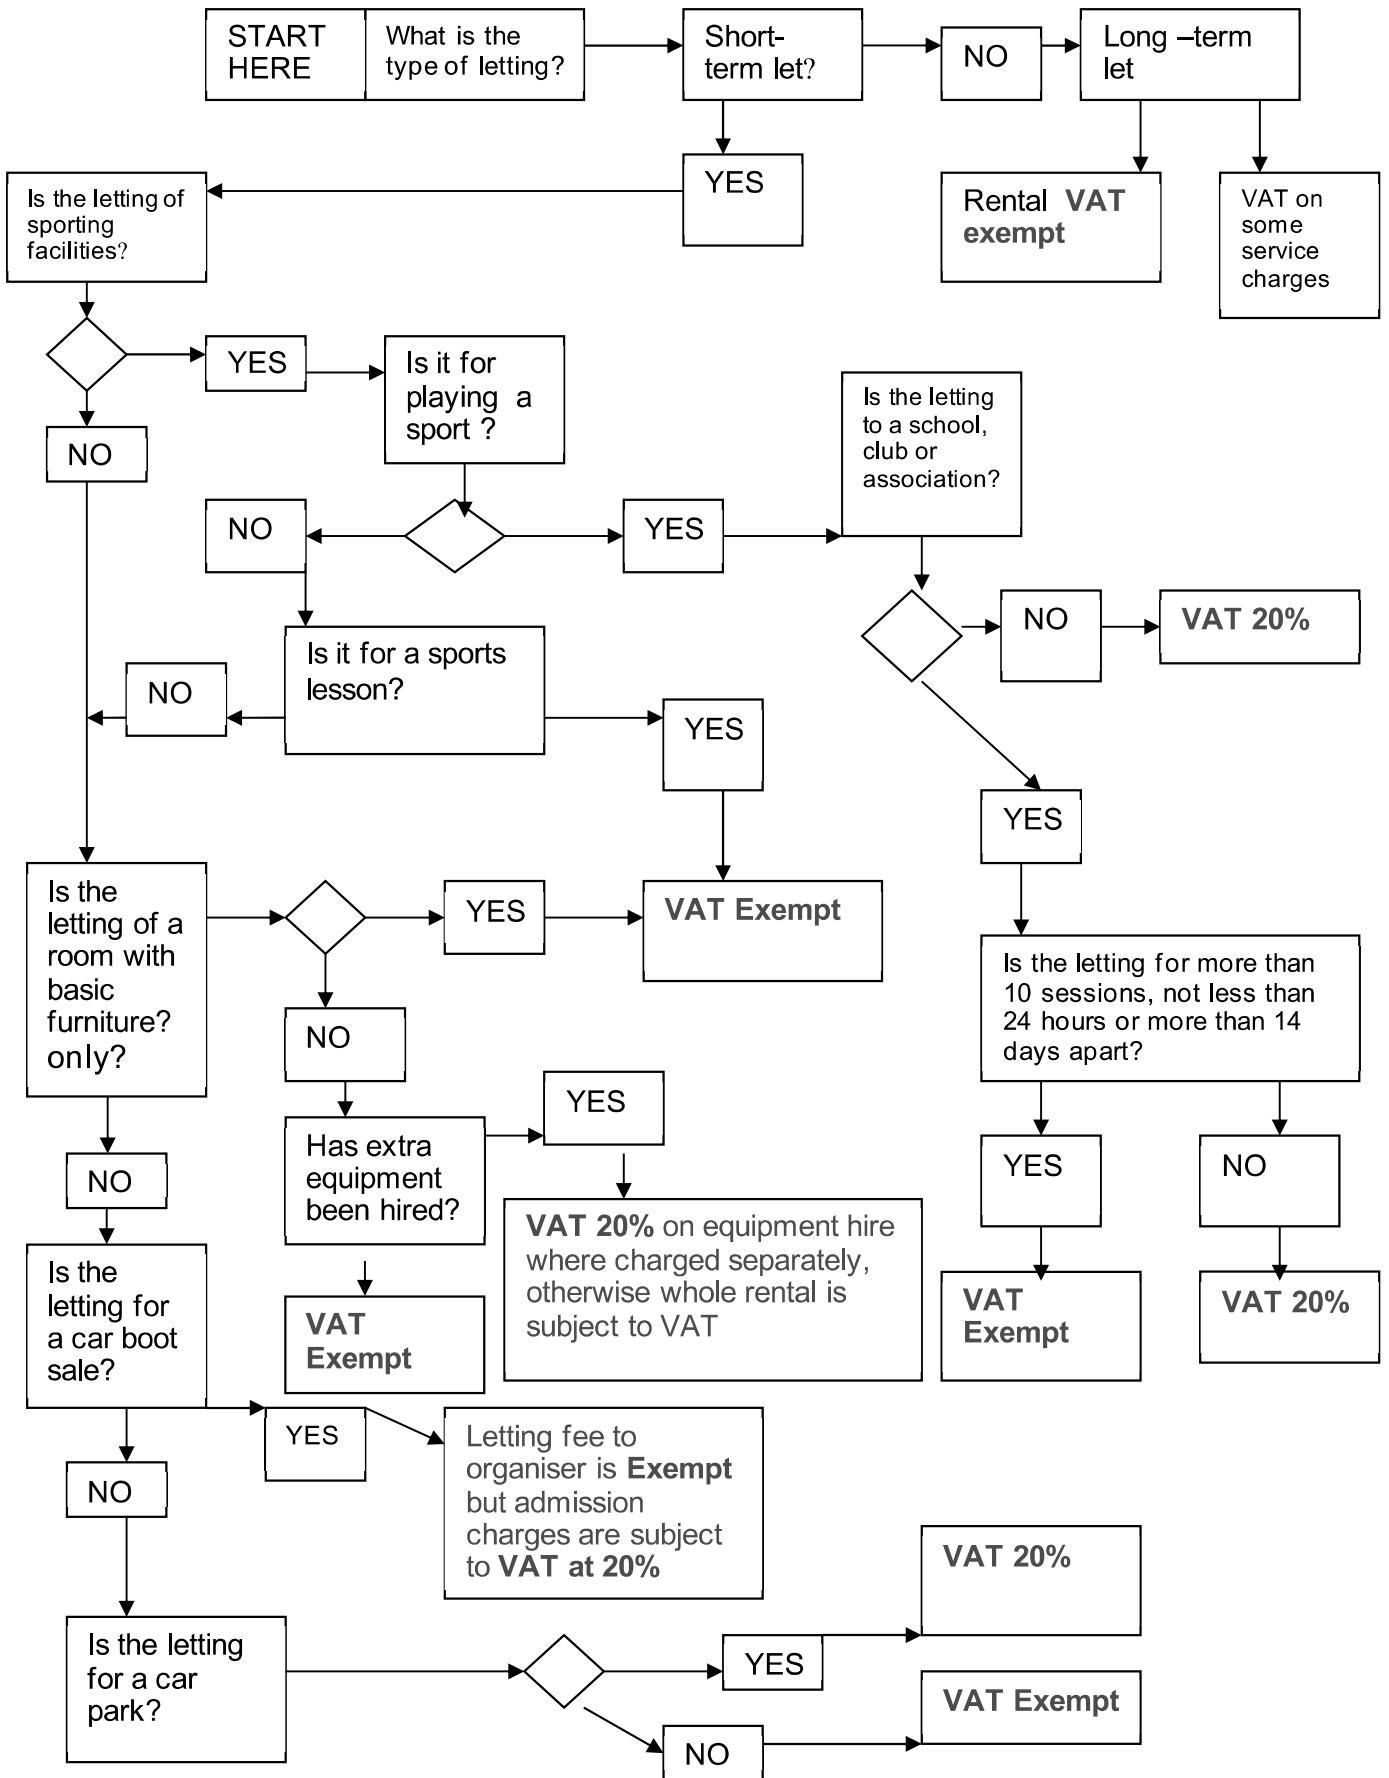 START
HERE
What is the
type of letting?
Short-
term let?
NO
Long –term
let
YES
Rental VAT
exempt
VAT on
some
service
charges
Is the letting of
sporting
facilities?
YES
Is it for
playing a
sport ?
Is the letting
to a school,
club or
association?
NO
NO
YES
NO
VAT 20%
Is it for a sports
lesson?
NO
YES
YES
Is the
letting of a
room with
basic
furniture?
only?
YES
VAT Exempt
Is the letting for more than
10 sessions, not less than
24 hours or more than 14
days apart?
NO
YES
Has extra
equipment
been hired?
YES
NO
NO
VAT 20% on equipment hire
where charged separately,
otherwise whole rental is
subject to VAT
Is the
letting for
a car boot
sale?
VAT
Exempt
VAT
Exempt
VAT 20%
YES
Letting fee to
organiser is Exempt
but admission
charges are subject
to VAT at 20%
NO
VAT 20%
Is the letting
for a car
park?
YES
VAT Exempt
NO